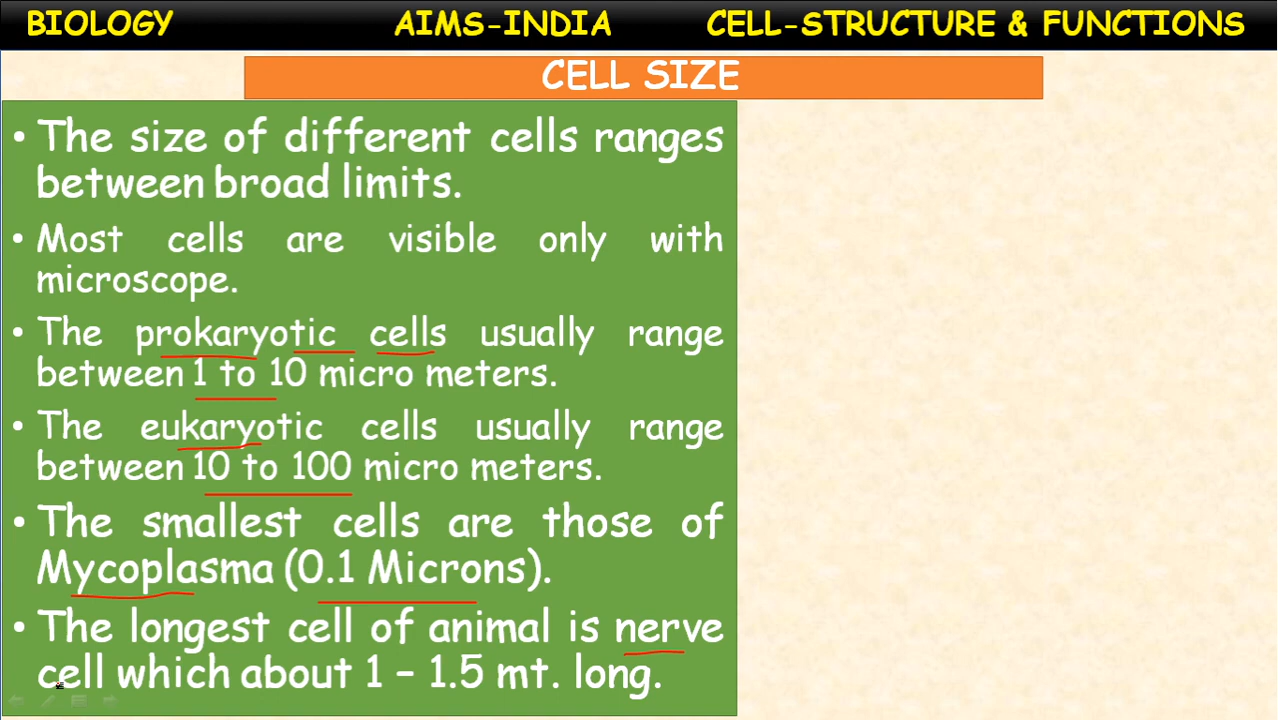 BIOLOGY AIMS-INDIA CELL-STRUCTURE & FUNCTIONS
CELL SIZE
• The size of different cells ranges
between broad limits.
• Most cells are visible only with
microscope.
• The prokaryotic cells usually range
between 1 to 10 micro meters.
• The eukaryotic cells usually range
between 10 to 100 micro meters.
• The smallest cells are those of
Mycoplasma (0.1 Microns).
• The longest cell of animal is nerve
cell which about 1 – 1.5 mt. long.